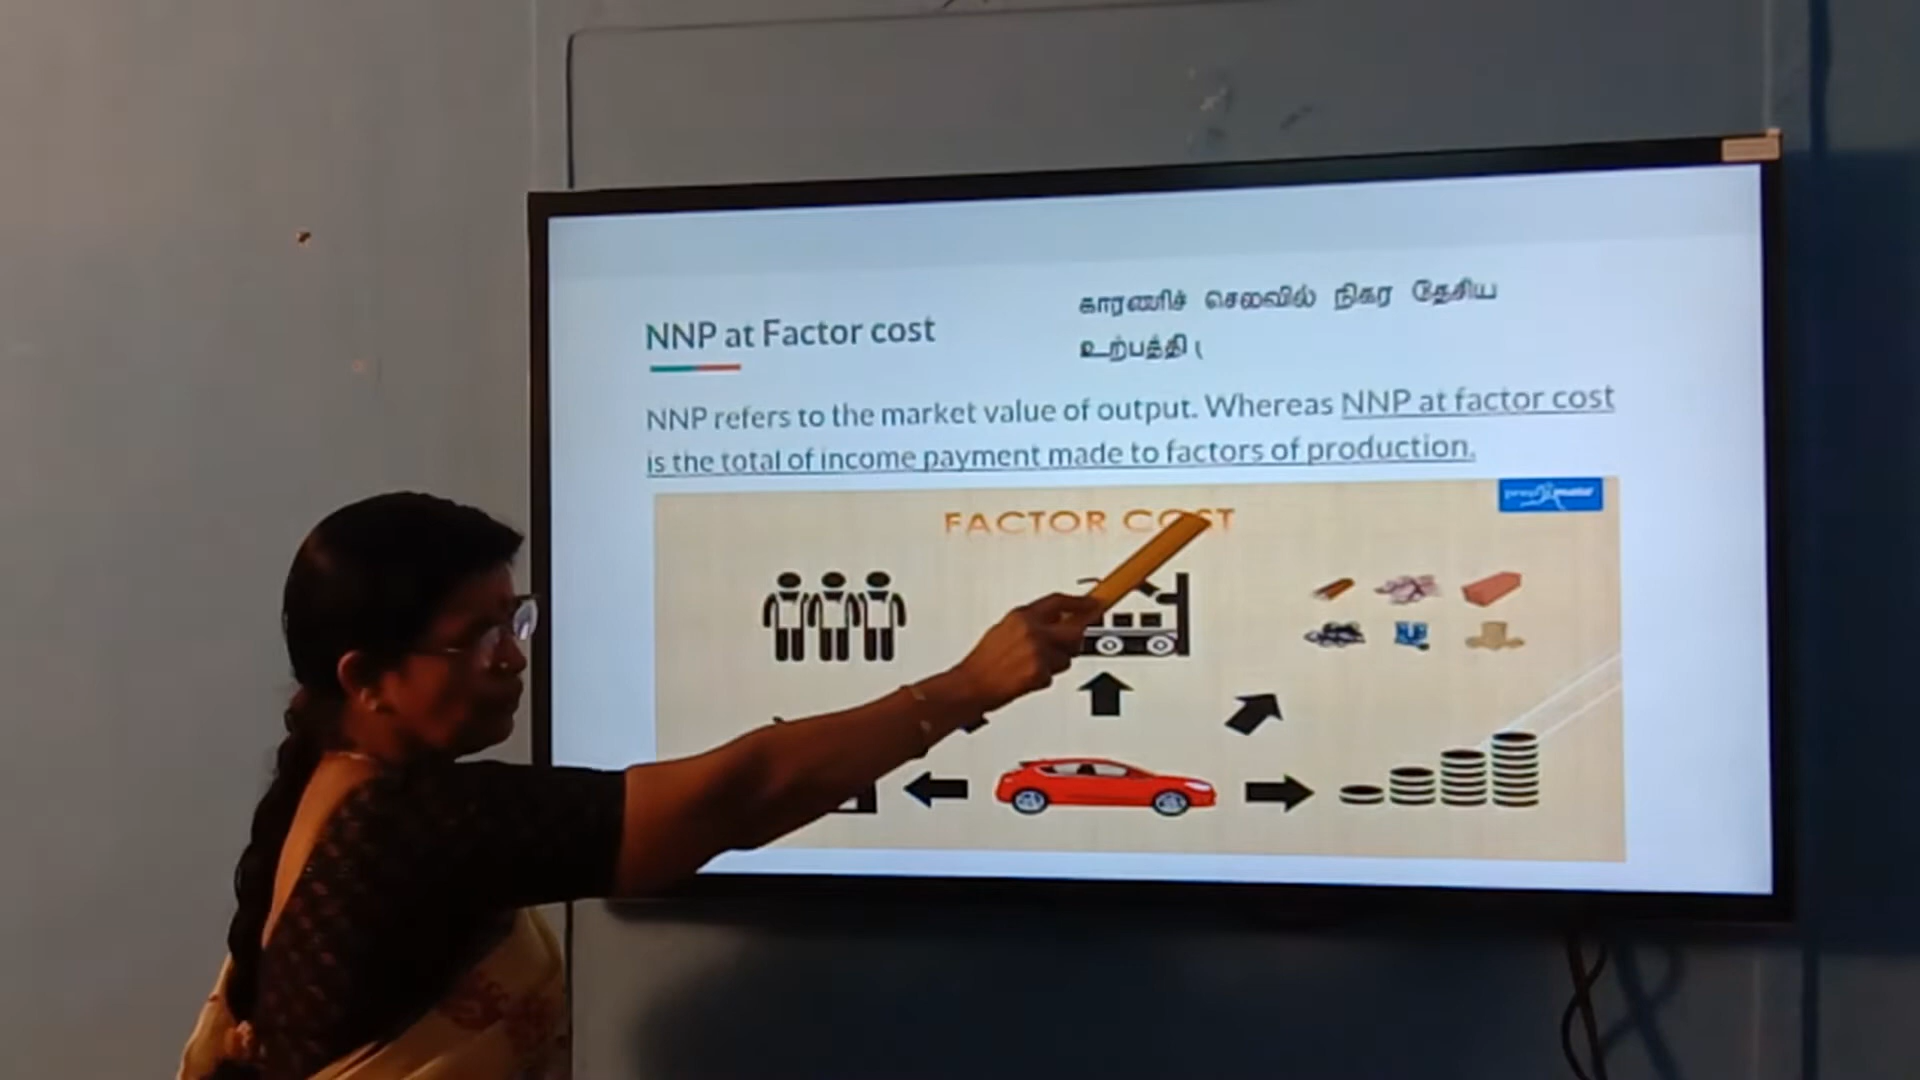 NNP at Factor cost
காரணிச் செலவில் நிகர தேசிய
உற்பத்தி (
NNP refers to the market value of output. Whereas NNP at factor cost
is the total of income payment made to factors of production.
FACTOR COST